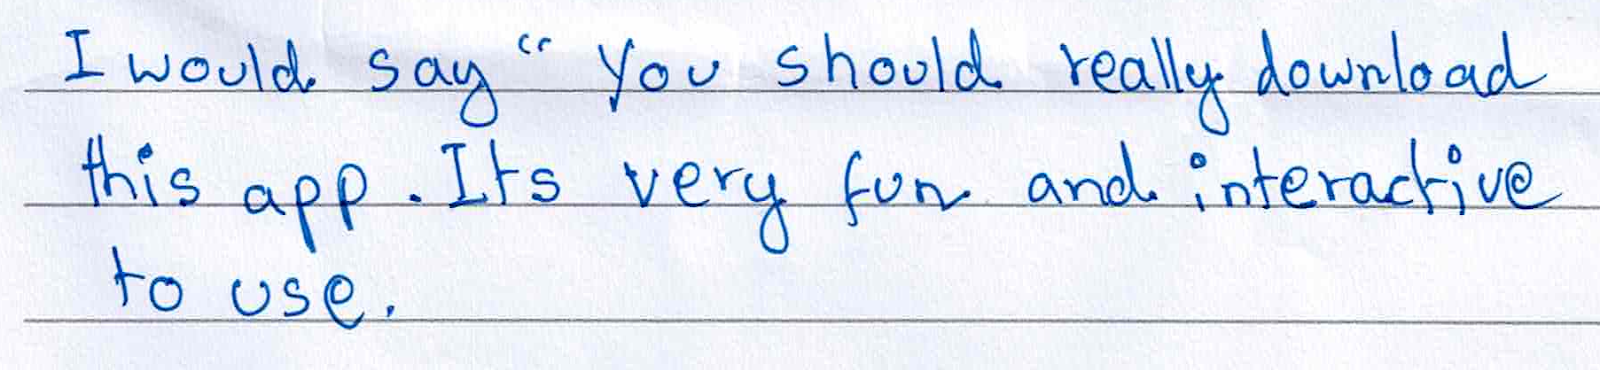 I would say “ You should really download
this app. Its very fun and interactive
to use.